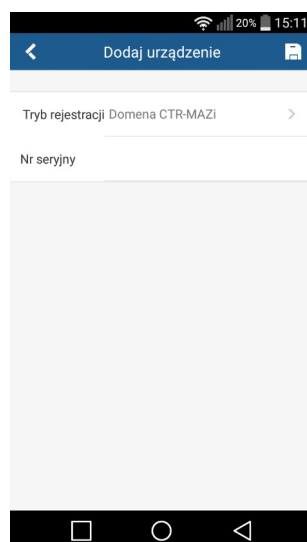 20% 15:11
Dodaj urządzenie
Tryb rejestracji Domena CTR-MAZi
Nr seryjny